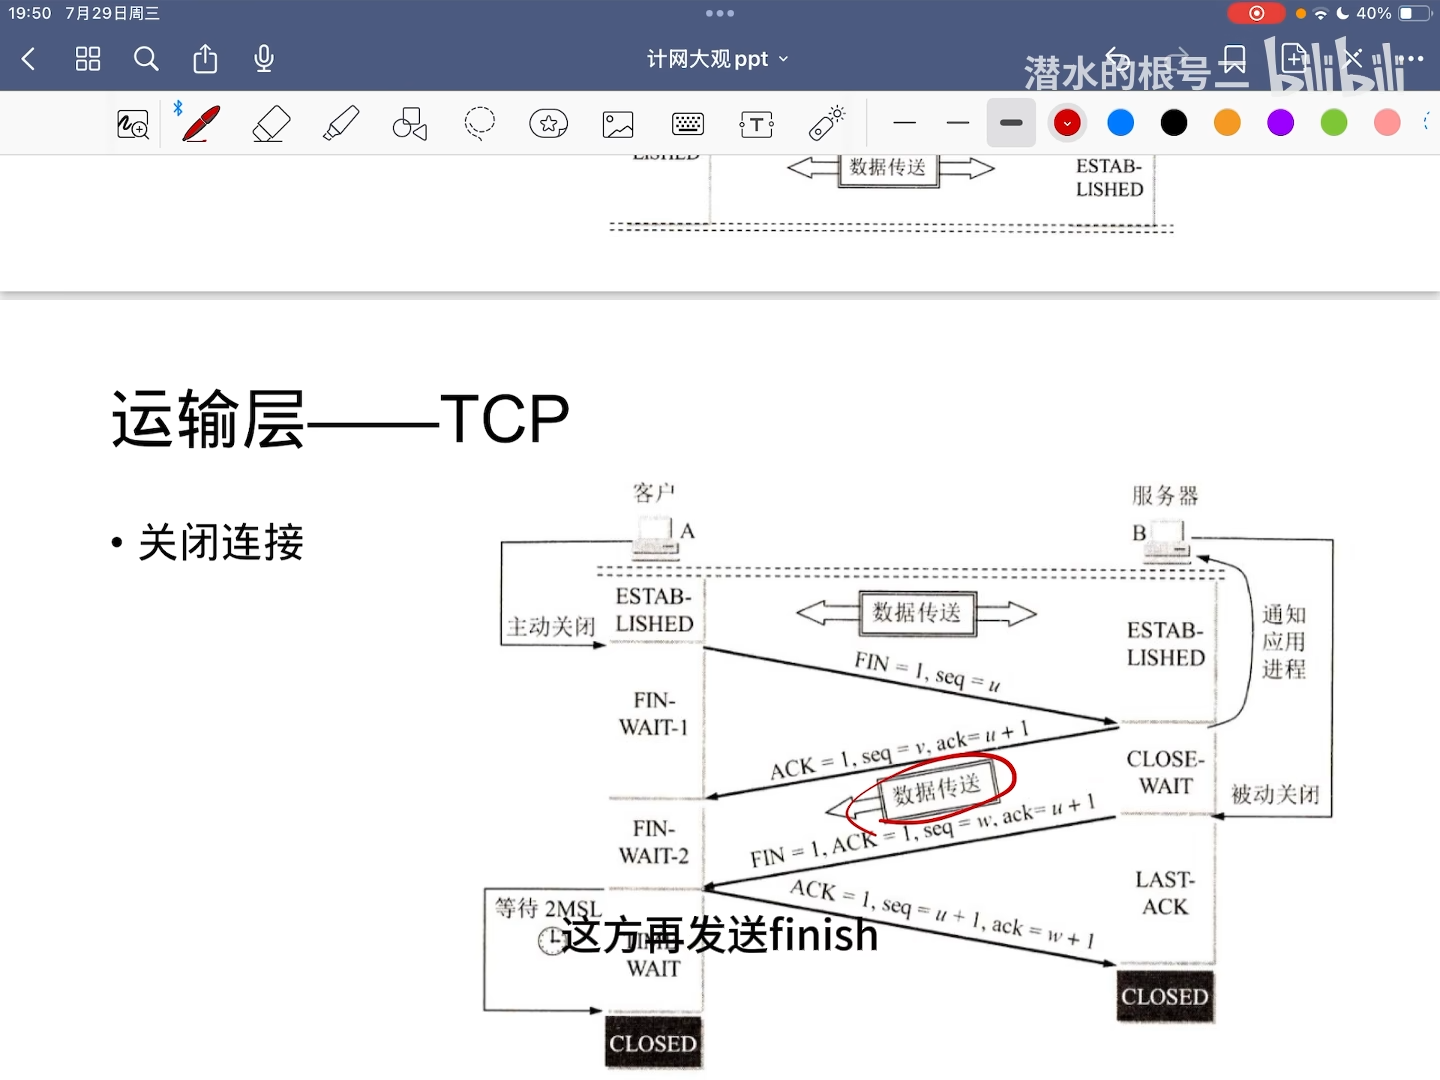 19:50 7月29日周三
40%
计网大观ppt
潜水的根号二 bilibili
LISHED
数据传送
ESTAB-
LISHED
运输层——TCP
• 关闭连接
客户
服务器
A
B
ESTAB-
LISHED
数据传送
主动关闭
ESTAB-
LISHED
通知
应用
进程
FIN = 1, seq = u
FIN-
WAIT-1
ACK = 1, seq = v, ack= u + 1
CLOSE-
WAIT
数据传送
被动关闭
FIN = 1, ACK = 1, seq = w, ack= u + 1
FIN-
WAIT-2
ACK = 1, seq = u + 1, ack = w + 1
LAST-
ACK
等待 2MSL
这方再发送finish
WAIT
CLOSED
CLOSED